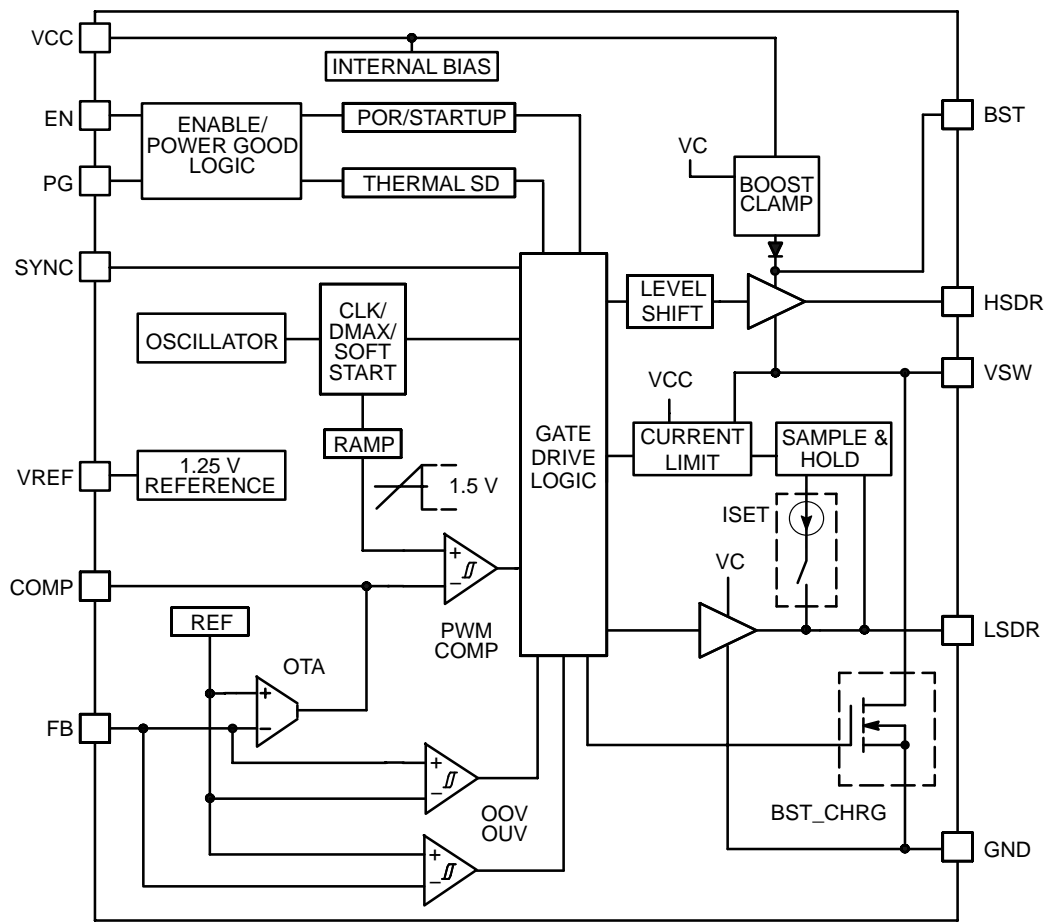 VCC
INTERNAL BIAS
EN
ENABLE/
POWER GOOD
LOGIC
POR/STARTUP
BST
PG
THERMAL SD
VC
BOOST
CLAMP
SYNC
LEVEL
SHIFT
HSDR
OSCILLATOR
CLK/
DMAX/
SOFT
START
VSW
VCC
RAMP
GATE
DRIVE
LOGIC
CURRENT
LIMIT
SAMPLE &
HOLD
VREF
1.25 V
REFERENCE
1.5 V
ISET
+
−
COMP
VC
REF
PWM
COMP
LSDR
OTA
+
−
FB
+
−
OOV
OUV
BST_CHRG
+
−
GND